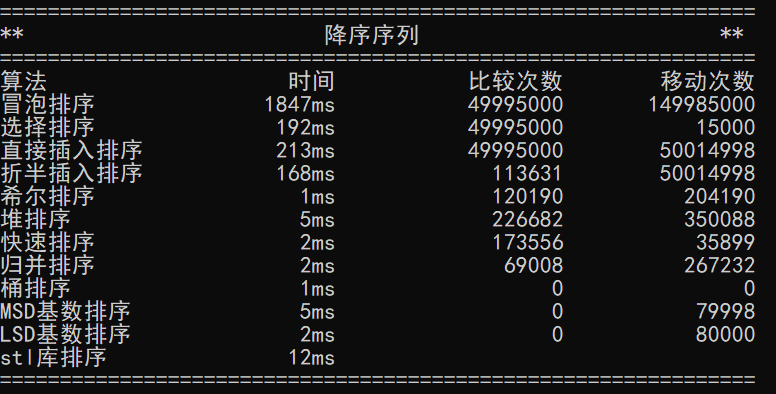 ================================================================
** 降序序列 **
================================================================
算法 时间 比较次数 移动次数
冒泡排序 1847ms 49995000 149985000
选择排序 192ms 49995000 15000
直接插入排序 213ms 49995000 50014998
折半插入排序 168ms 113631 50014998
希尔排序 1ms 120190 204190
堆排序 5ms 226682 350088
快速排序 2ms 173556 35899
归并排序 2ms 69008 267232
桶排序 1ms 0 0
MSD基数排序 5ms 0 79998
LSD基数排序 2ms 0 80000
stl库排序 12ms
================================================================